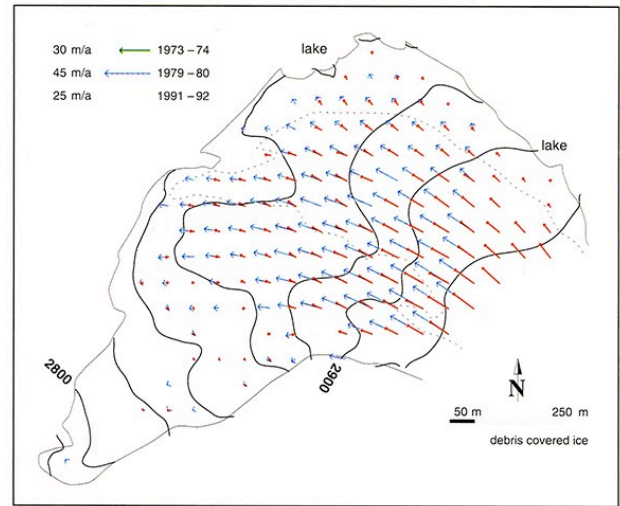 30 m/a 1973 – 74
45 m/a 1979 – 80
25 m/a 1991 – 92
lake
lake
2800
2900
N
50 m 250 m
debris covered ice